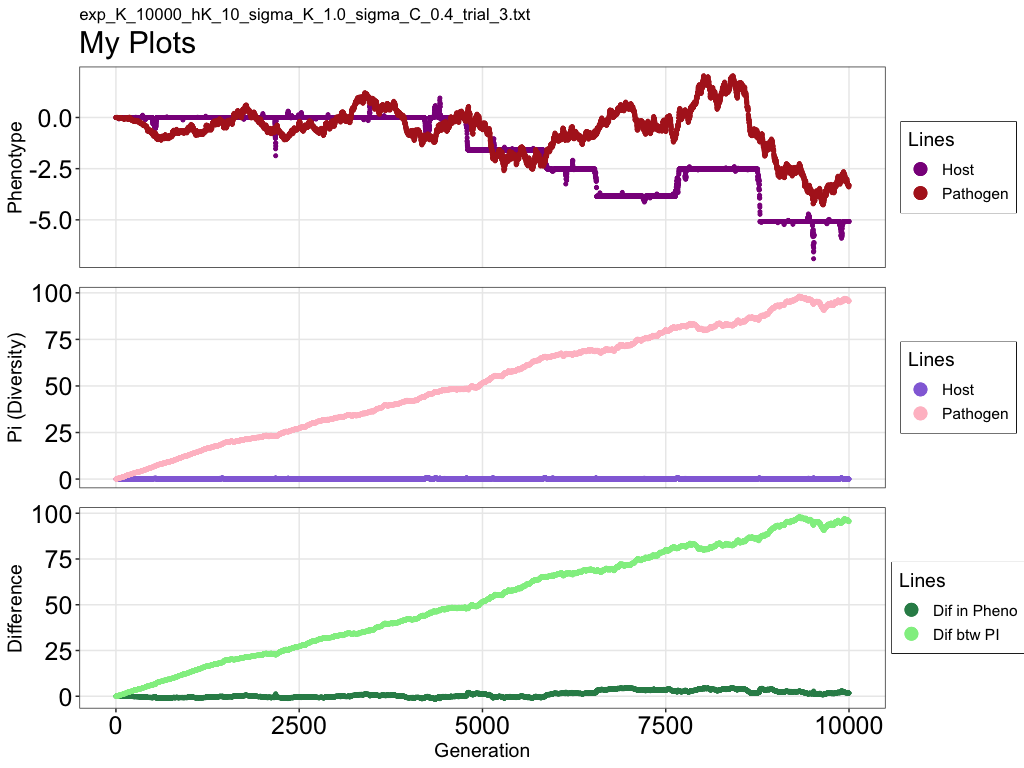 exp_K_10000_hK_10_sigma_K_1.0_sigma_C_0.4_trial_3.txt
My Plots
Phenotype
0.0
-2.5
-5.0
Lines
Host
Pathogen
Pi (Diversity)
100
75
50
25
0
Lines
Host
Pathogen
Difference
100
75
50
25
0
Lines
Dif in Pheno
Dif btw PI
0
2500
5000
7500
10000
Generation